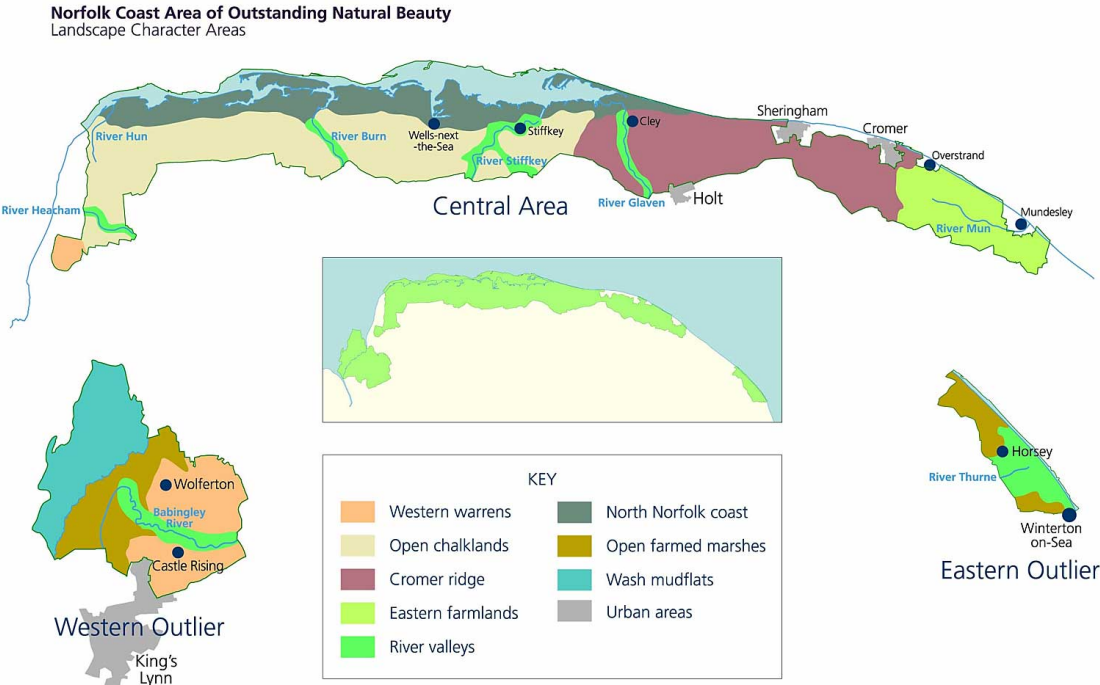 Norfolk Coast Area of Outstanding Natural Beauty
Landscape Character Areas
Sheringham
Cromer
River Hun
River Burn
Wells-next
-the-Sea
Stiffkey
Cley
Overstrand
River Stiffkey
River Heacham
Central Area
River Glaven
Holt
River Mun
Mundesley
Wolferton
Babingley
River
Castle Rising
Western Outlier
King's
Lynn
KEY
Western warrens
Open chalklands
Cromer ridge
Eastern farmlands
River valleys
North Norfolk coast
Open farmed marshes
Wash mudflats
Urban areas
Horsey
River Thurne
Winterton
on-Sea
Eastern Outlier